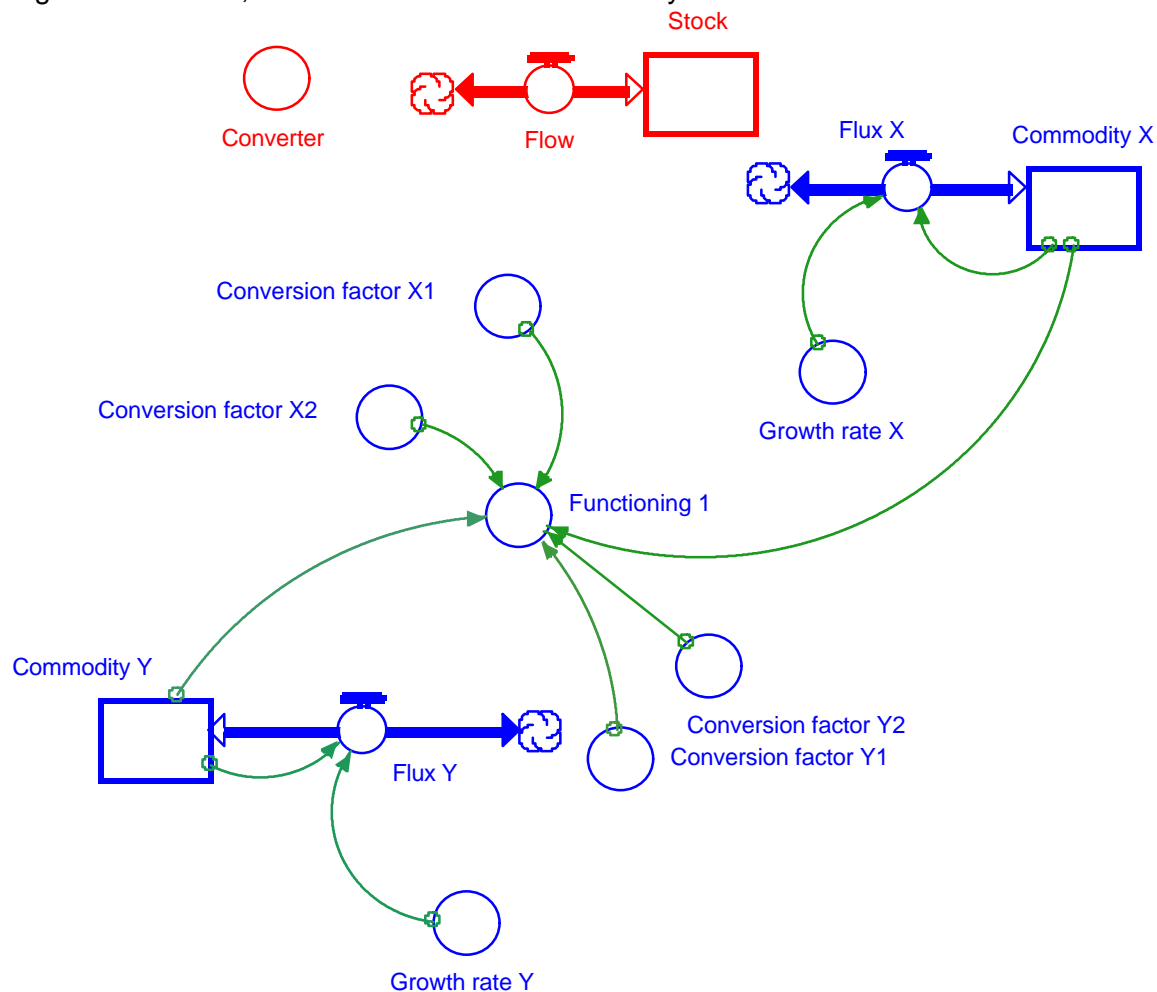 Stock
Converter
Flow
Flux X
Commodity X
Conversion factor X1
Conversion factor X2
Growth rate X
Functioning 1
Commodity Y
Conversion factor Y2
Conversion factor Y1
Flux Y
Growth rate Y